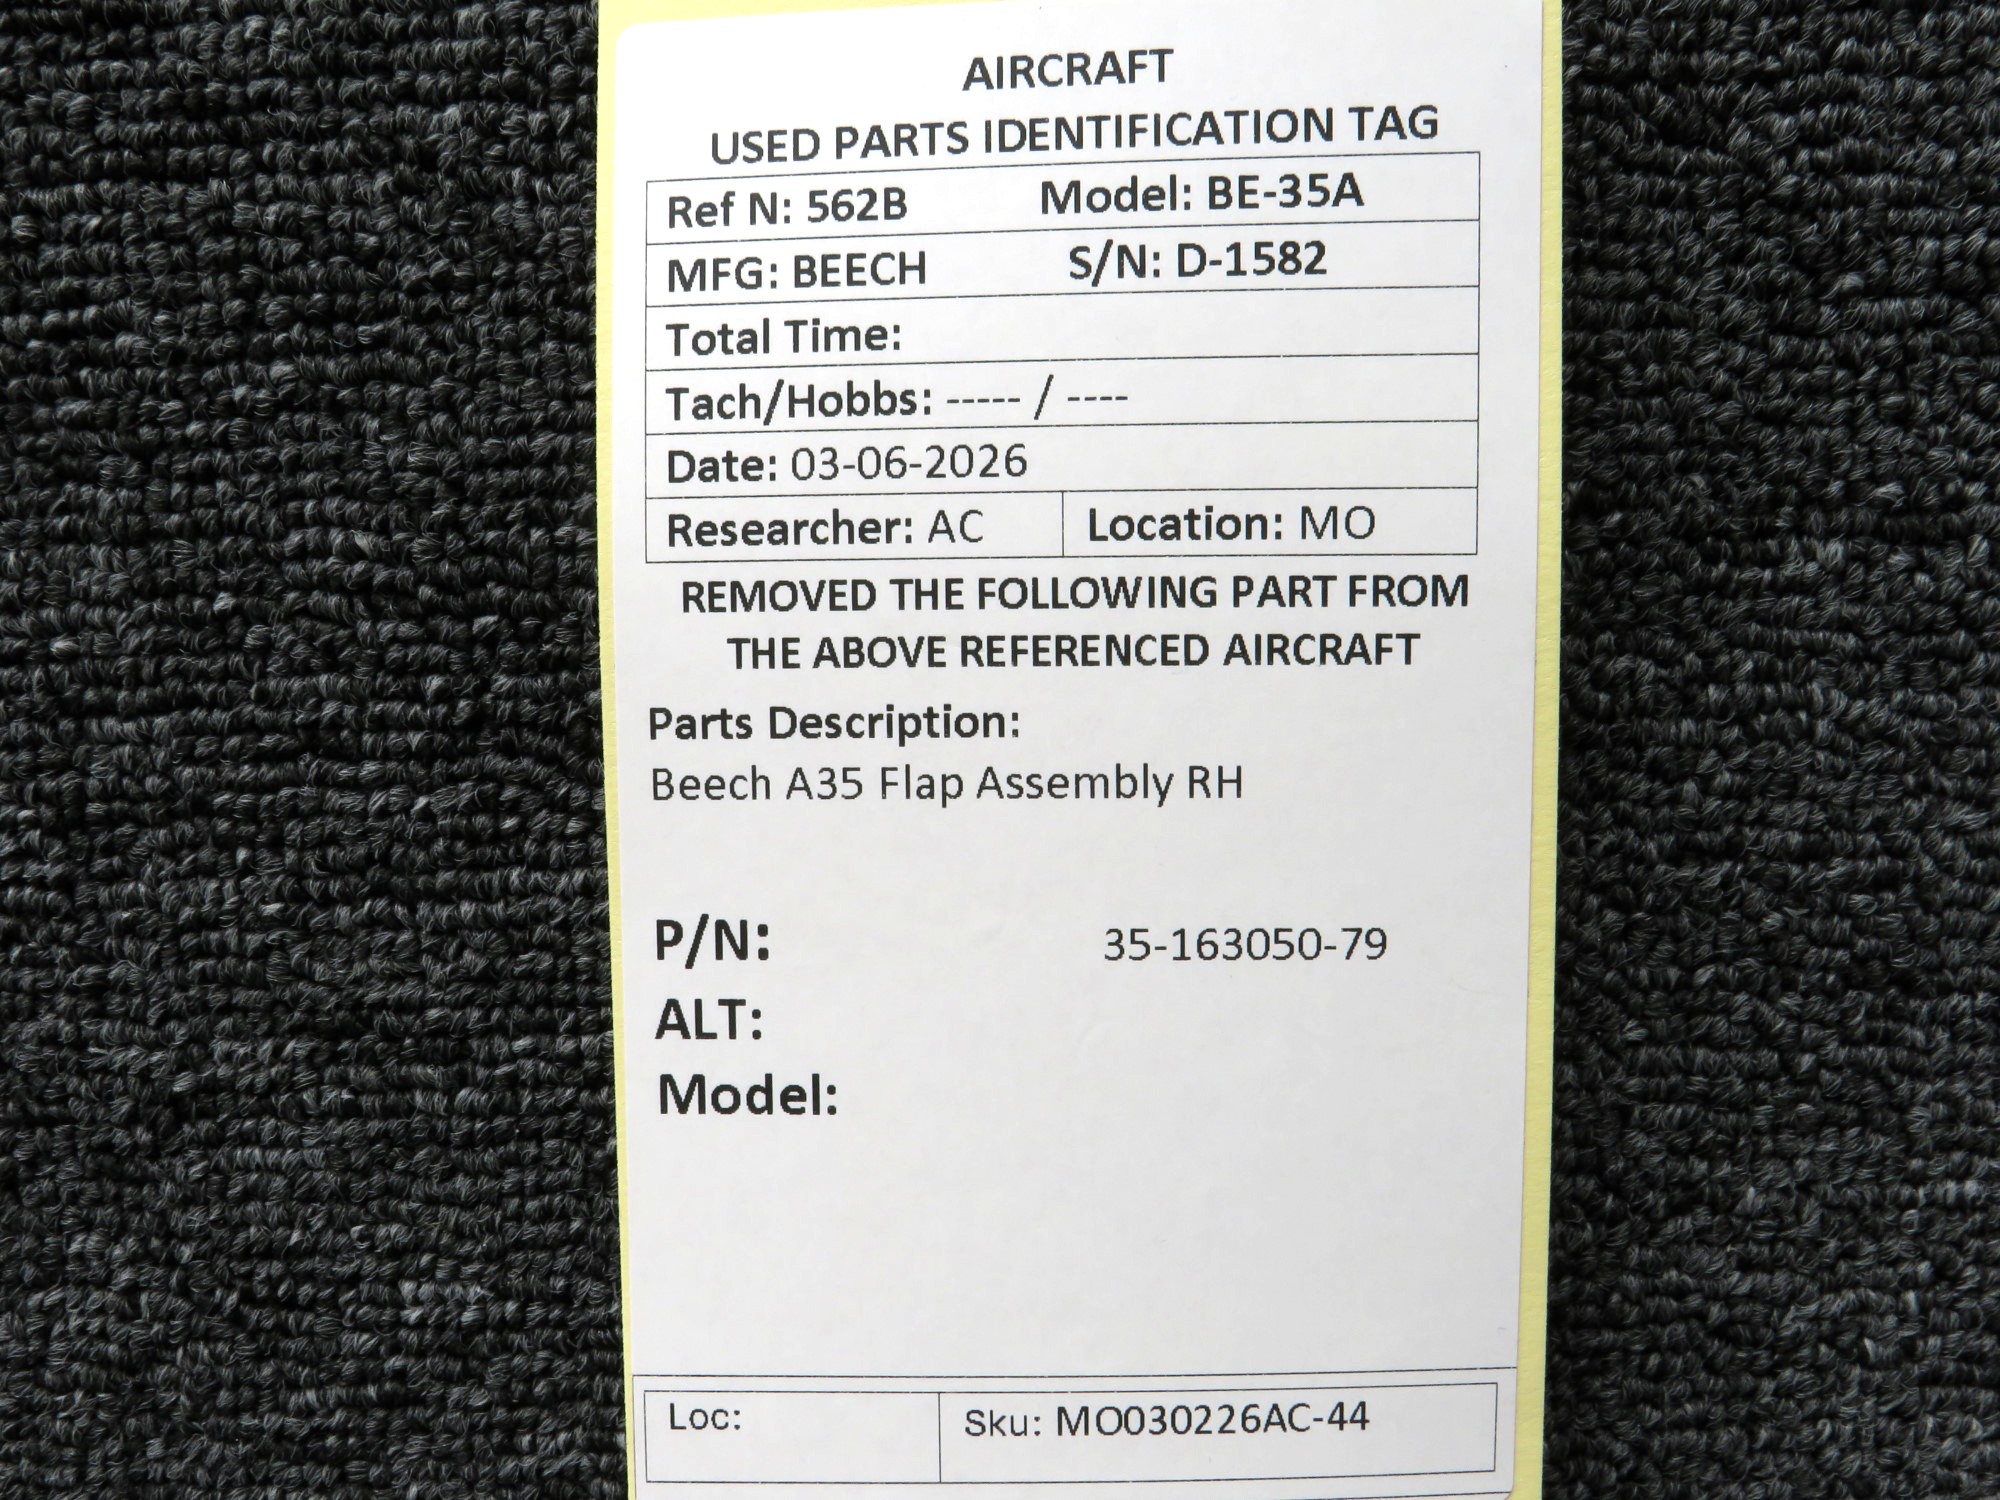 AIRCRAFT
USED PARTS IDENTIFICATION TAG
Ref N: 562B Model: BE-35A
MFG: BEECH S/N: D-1582
Total Time:
Tach/Hobbs: ----- / ----
Date: 03-06-2026
Researcher: AC Location: MO
REMOVED THE FOLLOWING PART FROM
THE ABOVE REFERENCED AIRCRAFT
Parts Description:
Beech A35 Flap Assembly RH
P/N: 35-163050-79
ALT:
Model:
Loc: Sku: MO030226AC-44